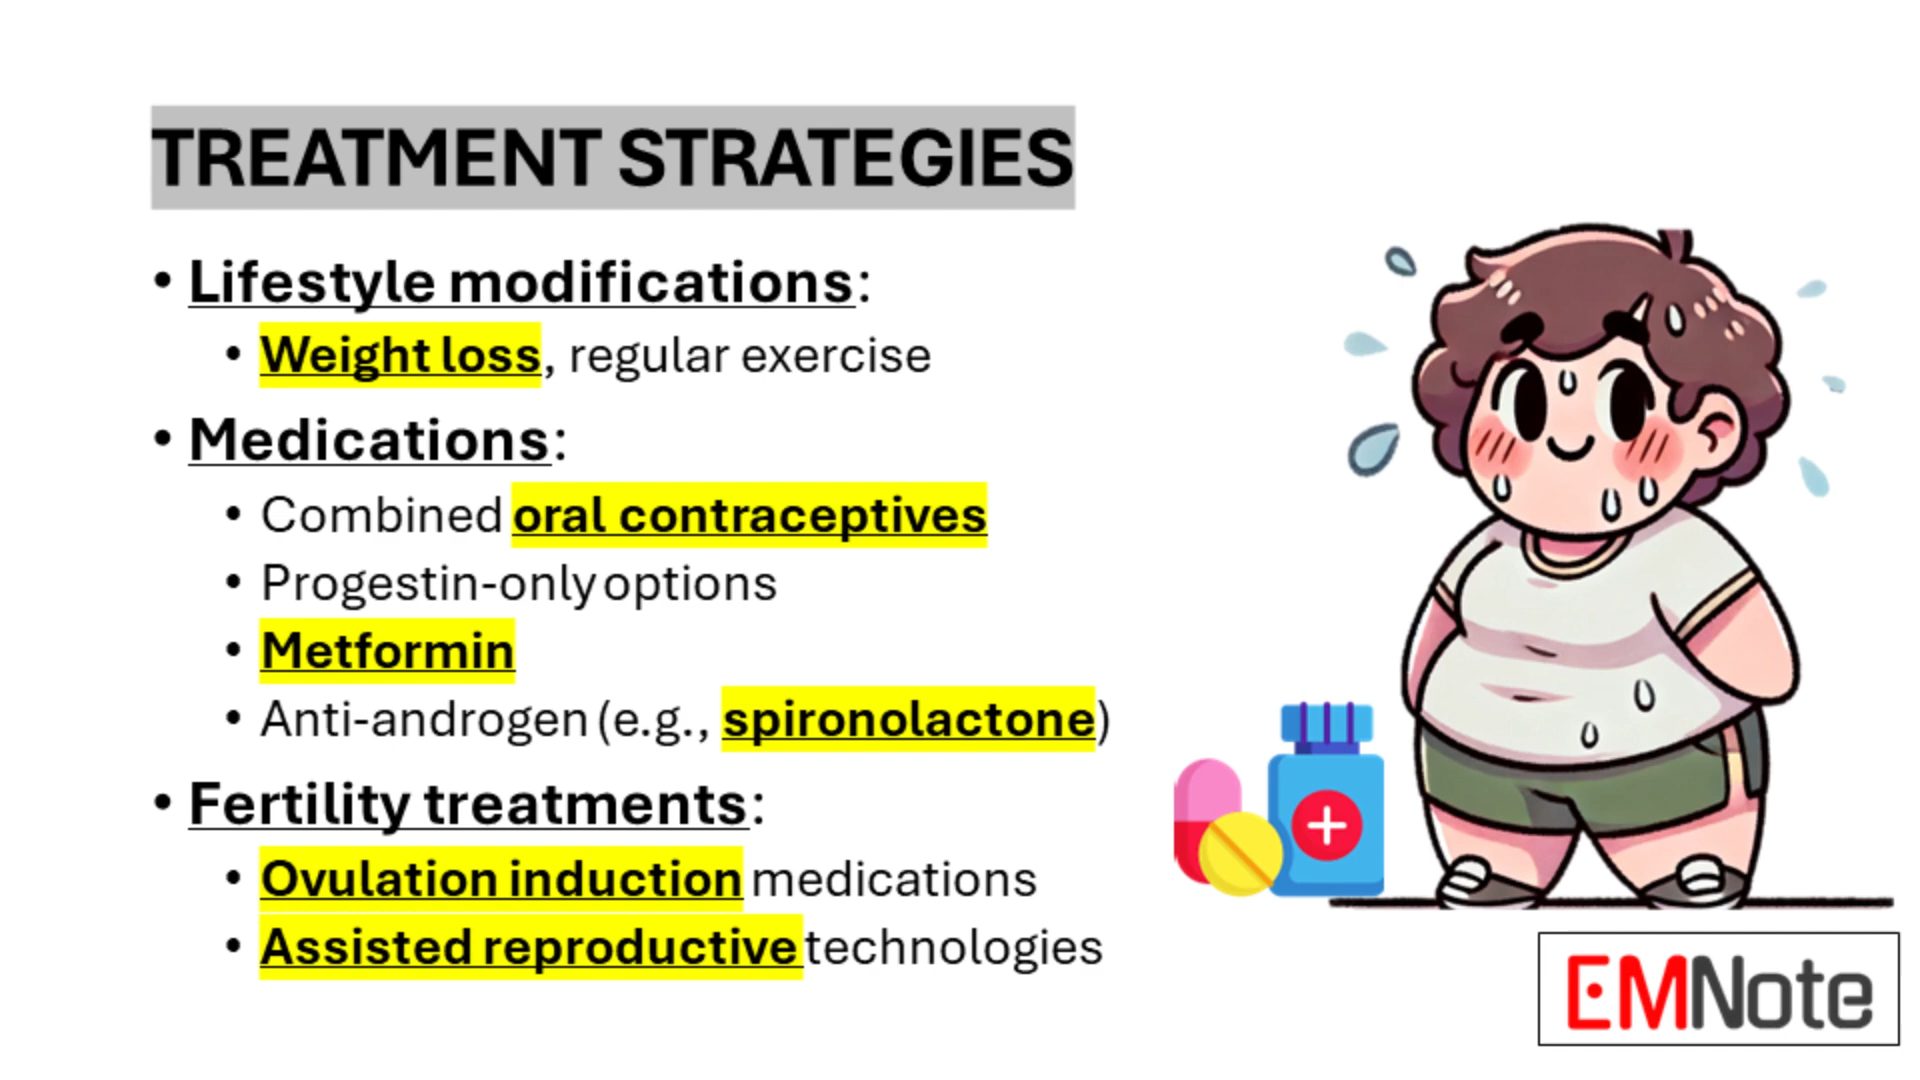 TREATMENT STRATEGIES
• Lifestyle modifications:
• Weight loss, regular exercise
• Medications:
• Combined oral contraceptives
• Progestin-only options
• Metformin
• Anti-androgen (e.g., spironolactone)
• Fertility treatments:
• Ovulation induction medications
• Assisted reproductive technologies
EMNote